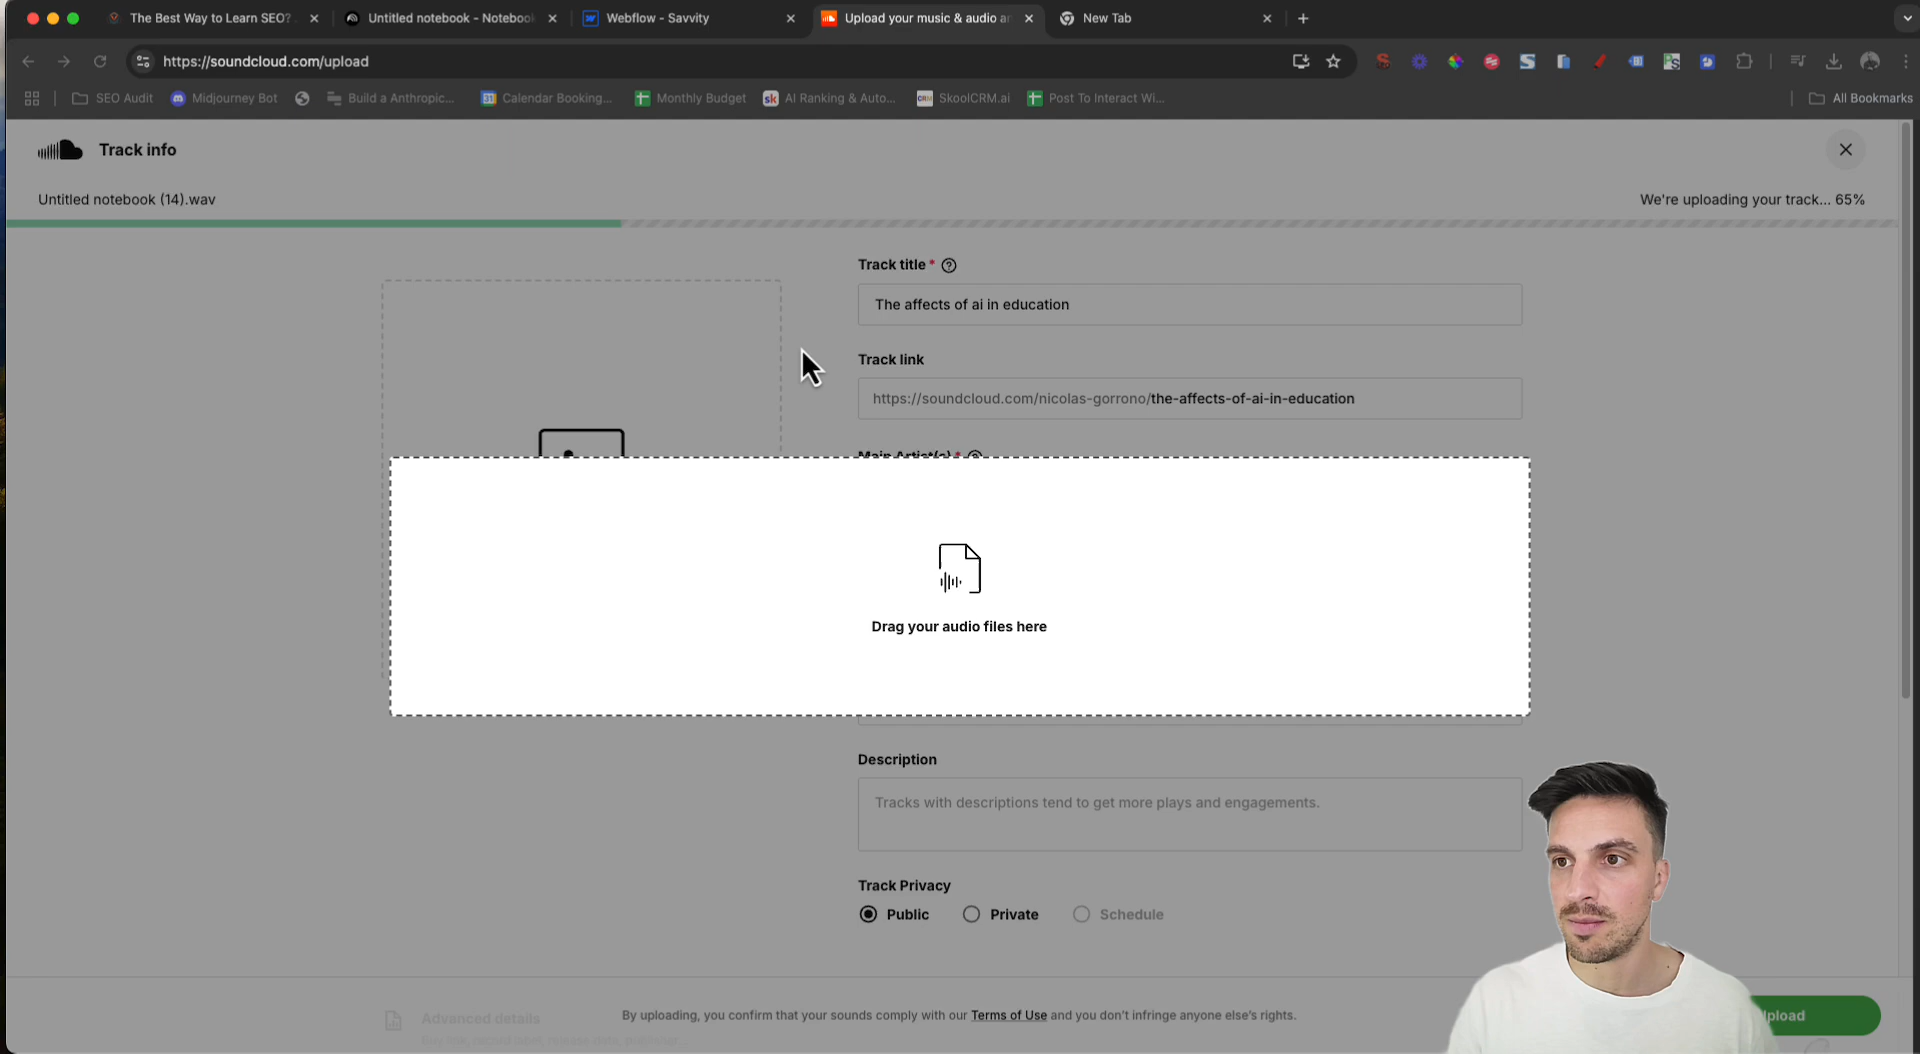 The Best Way to Learn SEO?
Untitled notebook - Notebook
Webflow - Savvity
Upload your music & audio a
New Tab
https://soundcloud.com/upload
SEO Audit
Midjourney Bot
Build a Anthropic...
Calendar Booking...
Monthly Budget
AI Ranking & Auto...
SkoolCRM.ai
Post To Interact Wi...
All Bookmarks
Track info
Untitled notebook (14).wav
We're uploading your track... 65%
Track title *
The affects of ai in education
Track link
https://soundcloud.com/nicolas-gorrono/the-affects-of-ai-in-education
Main Artist(s) *
Drag your audio files here
Description
Tracks with descriptions tend to get more plays and engagements.
Track Privacy
Public
Private
Schedule
Advanced details
By uploading, you confirm that your sounds comply with our Terms of Use and you don't infringe anyone else's rights.
pload